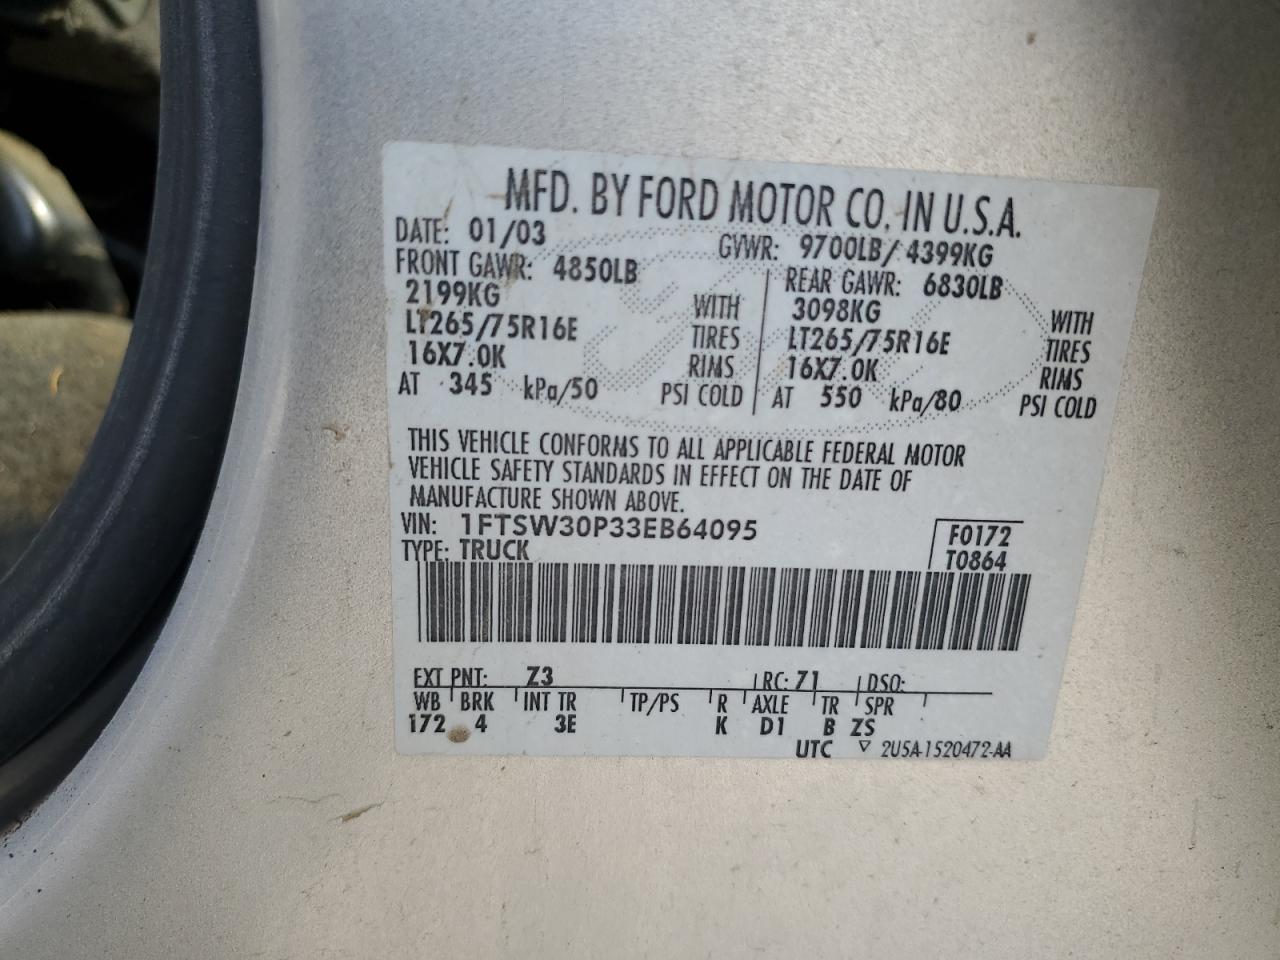 MFD. BY FORD MOTOR CO. IN U.S.A.
DATE: 01/03 GVWR: 9700LB/4399KG
FRONT GAWR: 4850LB REAR GAWR: 6830LB
2199KG WITH 3098KG WITH
LT265/75R16E TIRES LT265/75R16E TIRES
16X7.0K RIMS 16X7.0K RIMS
AT 345 kPa/50 PSI COLD AT 550 kPa/80 PSI COLD
THIS VEHICLE CONFORMS TO ALL APPLICABLE FEDERAL MOTOR
VEHICLE SAFETY STANDARDS IN EFFECT ON THE DATE OF
MANUFACTURE SHOWN ABOVE.
VIN: 1FTSW30P33EB64095 F0172
TYPE: TRUCK T0864
EXT PNT: Z3 RC: 71 DSO:
WB BRK INT TR TP/PS R AXLE TR SPR
172 4 3E K D1 B ZS
UTC ▽ 2U5A-1520472-AA